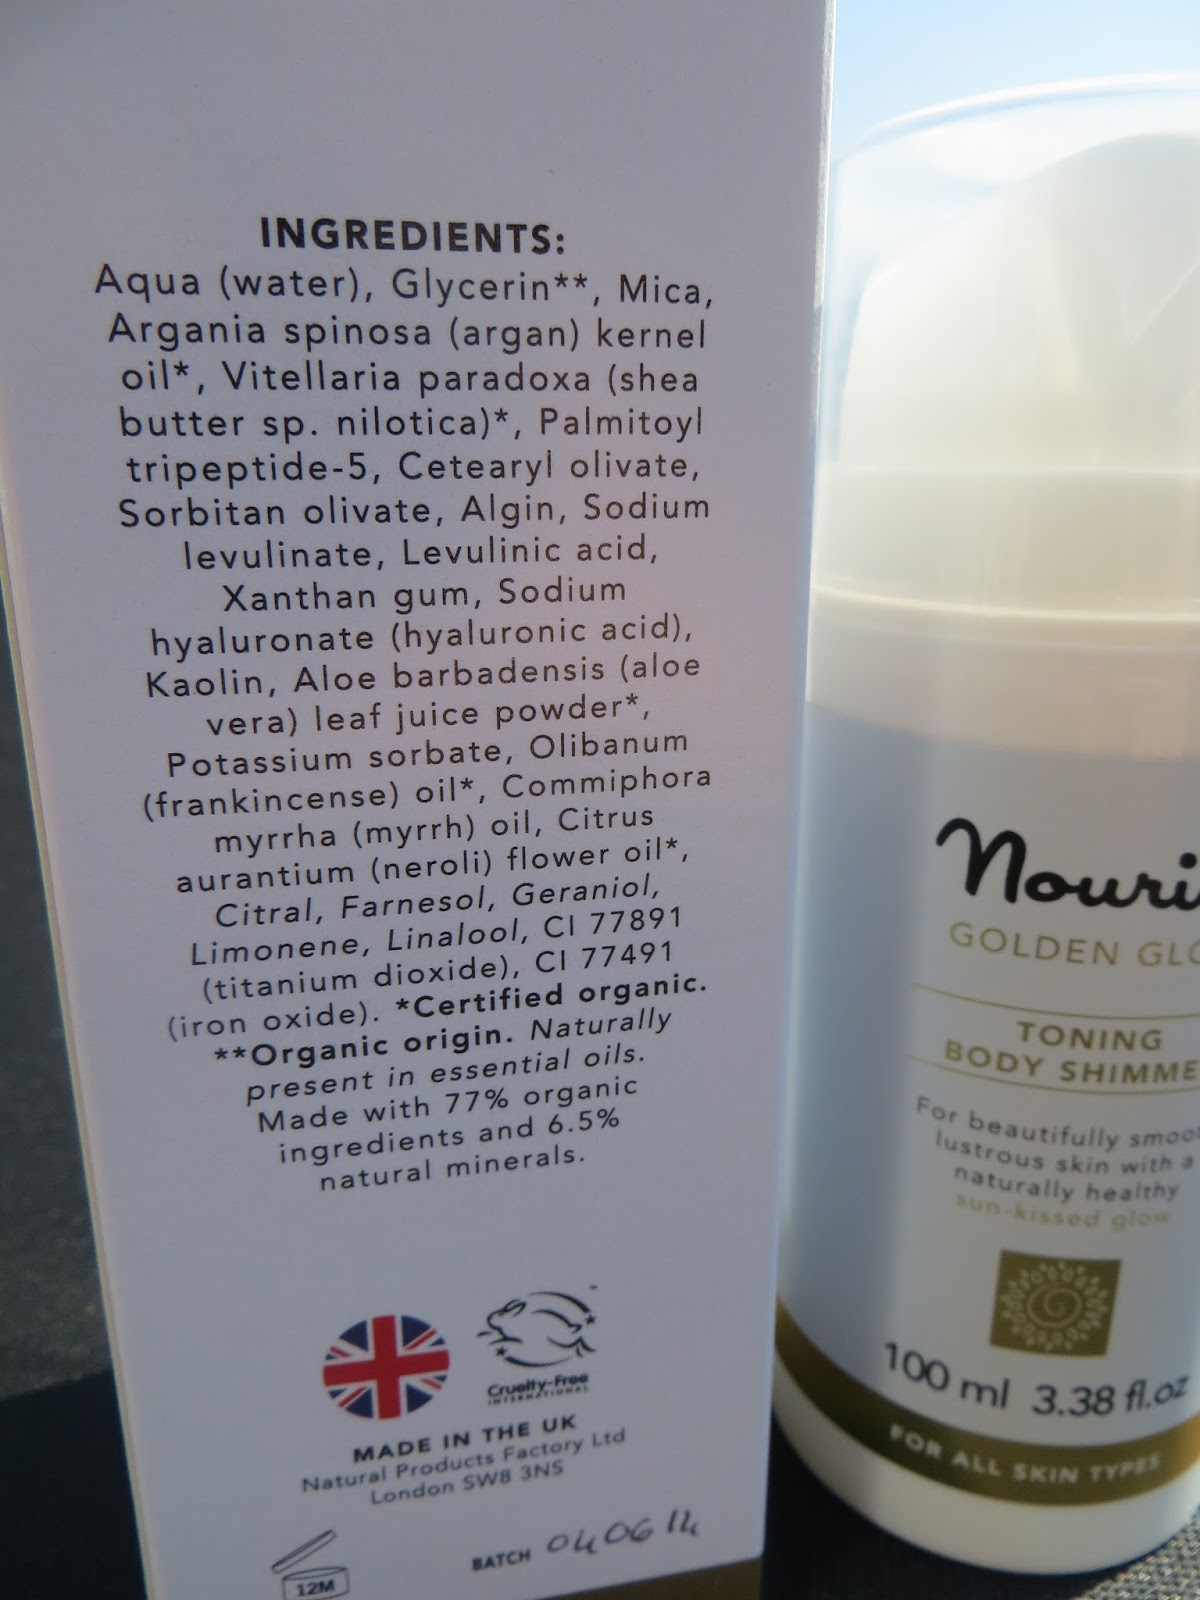 INGREDIENTS:
Aqua (water), Glycerin**, Mica,
Argania spinosa (argan) kernel
oil*, Vitellaria paradoxa (shea
butter sp. nilotica)*, Palmitoyl
tripeptide-5, Cetearyl olivate,
Sorbitan olivate, Algin, Sodium
levulinate, Levulinic acid,
Xanthan gum, Sodium
hyaluronate (hyaluronic acid),
Kaolin, Aloe barbadensis (aloe
vera) leaf juice powder*,
Potassium sorbate, Olibanum
(frankincense) oil*, Commiphora
myrrha (myrrh) oil, Citrus
aurantium (neroli) flower oil*,
Citral, Farnesol, Geraniol,
Limonene, Linalool, CI 77891
(titanium dioxide), CI 77491
(iron oxide). *Certified organic.
**Organic origin. Naturally
present in essential oils.
Made with 77% organic
ingredients and 6.5%
natural minerals.
Cruelty-Free
INTERNATIONAL
MADE IN THE UK
Natural Products Factory Ltd
London SW8 3NS
BATCH 040614
12M
Nouri
GOLDEN GLO
TONING
BODY SHIMME
For beautifully smoot
lustrous skin with a
naturally healthy
sun-kissed glow
100 ml 3.38 fl.oz
FOR ALL SKIN TYPES